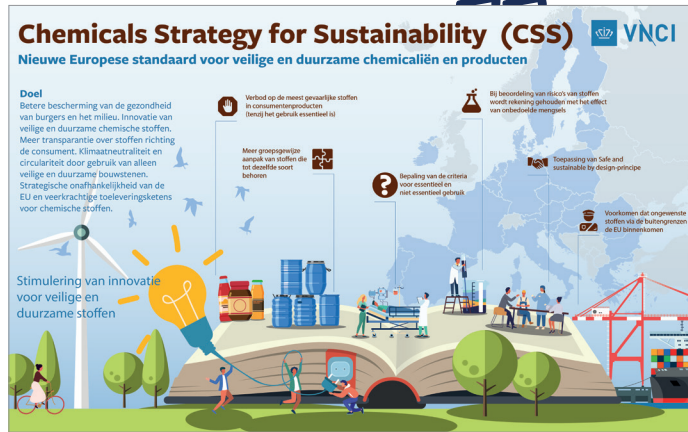 Chemicals Strategy for Sustainability (CSS)
VNCI
Nieuwe Europese standaard voor veilige en duurzame chemicaliën en producten
Doel
Betere bescherming van de gezondheid
van burgers en het milieu. Innovatie van
veilige en duurzame chemische stoffen.
Meer transparantie over stoffen richting
de consument. Klimaatneutraliteit en
circulariteit door gebruik van alleen
veilige en duurzame bouwstenen.
Strategische onafhankelijkheid van de
EU en veerkrachtige toeleveringsketens
voor chemische stoffen.
Verbod op de meest gevaarlijke stoffen
in consumentenproducten
(tenzij het gebruik essentieel is)
Meer groepsgewijze
aanpak van stoffen die
tot dezelfde soort
behoren
Bepaling van de criteria
voor essentieel en
niet essentieel gebruik
Bij beoordeling van risico's van stoffen
wordt rekening gehouden met het effect
van onbedoelde mengsels
Toepassing van Safe and
sustainable by design-principe
Voorkomen dat ongewenste
stoffen via de buitengrenzen
de EU binnenkomen
Stimulering van innovatie
voor veilige en
duurzame stoffen